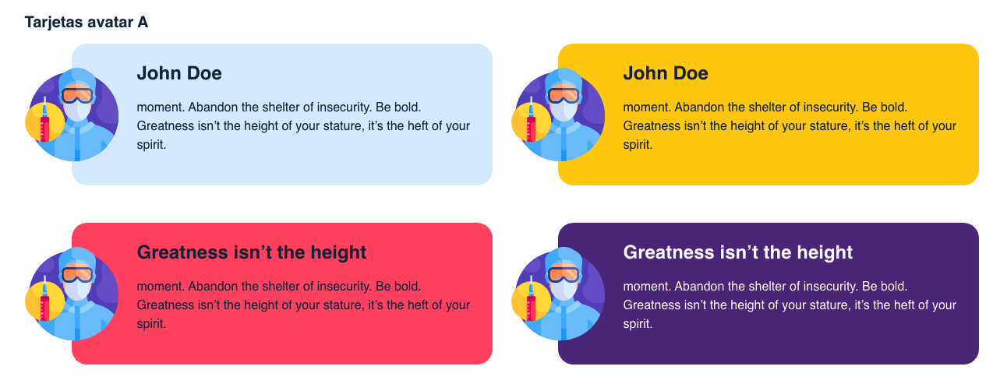 Tarjetas avatar A
John Doe
moment. Abandon the shelter of insecurity. Be bold.
Greatness isn’t the height of your stature, it’s the heft of your
spirit.
John Doe
moment. Abandon the shelter of insecurity. Be bold.
Greatness isn’t the height of your stature, it’s the heft of your
spirit.
Greatness isn’t the height
moment. Abandon the shelter of insecurity. Be bold.
Greatness isn’t the height of your stature, it’s the heft of your
spirit.
Greatness isn’t the height
moment. Abandon the shelter of insecurity. Be bold.
Greatness isn’t the height of your stature, it’s the heft of your
spirit.